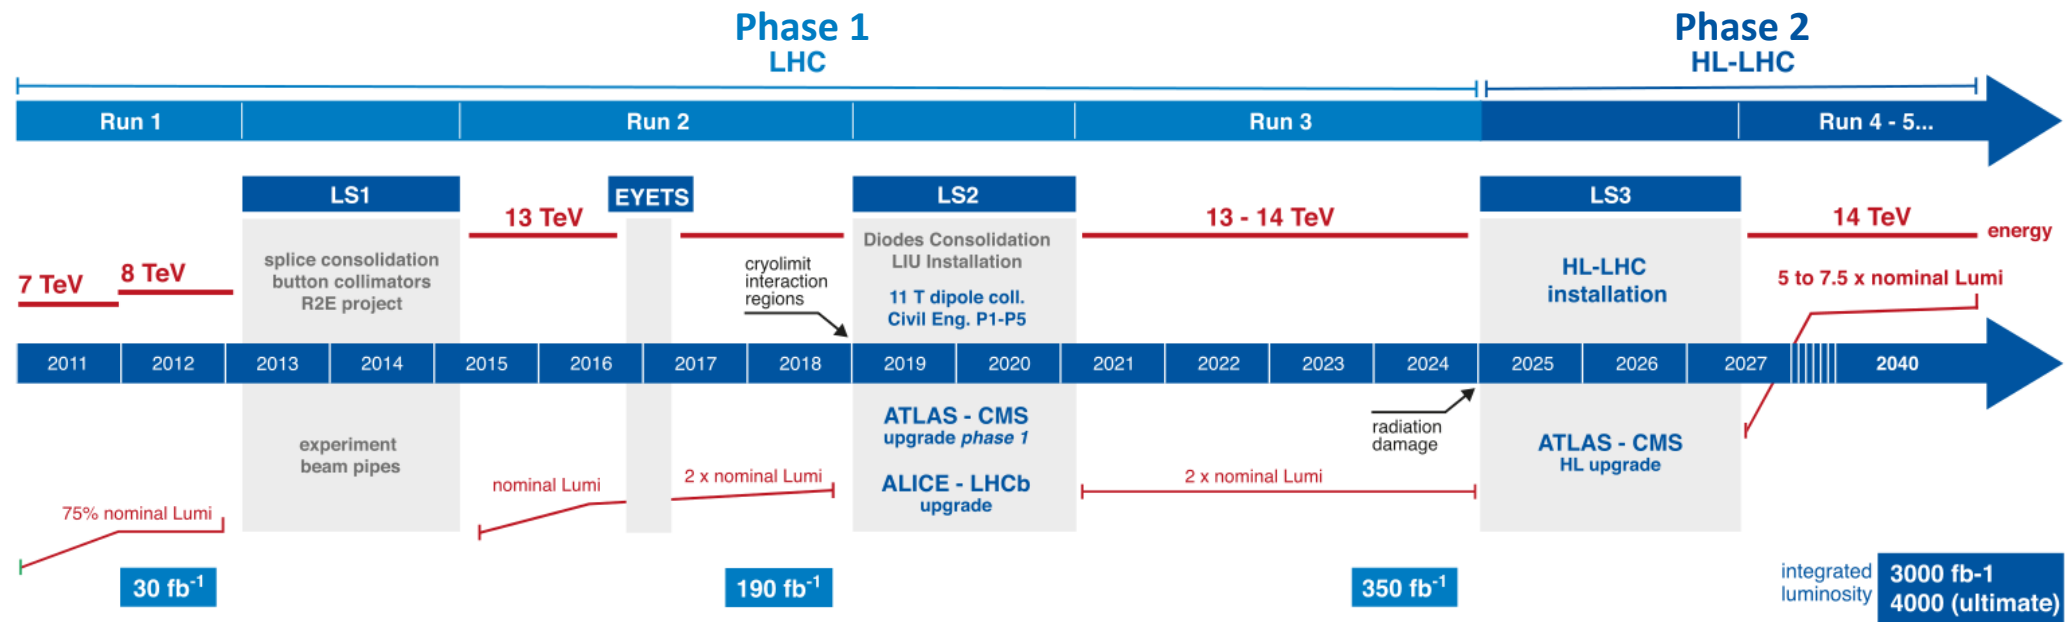 Phase 1
LHC
Phase 2
HL-LHC
Run 1
Run 2
Run 3
Run 4 - 5...
LS1
EYETS
LS2
LS3
13 TeV
13 - 14 TeV
14 TeV
energy
7 TeV
8 TeV
splice consolidation
button collimators
R2E project
cryolimit
interaction
regions
Diodes Consolidation
LIU Installation
11 T dipole coll.
Civil Eng. P1-P5
HL-LHC
installation
5 to 7.5 x nominal Lumi
2011
2012
2013
2014
2015
2016
2017
2018
2019
2020
2021
2022
2023
2024
2025
2026
2027
2040
experiment
beam pipes
ATLAS - CMS
upgrade phase 1
ALICE - LHCb
upgrade
radiation
damage
ATLAS - CMS
HL upgrade
75% nominal Lumi
nominal Lumi
2 x nominal Lumi
2 x nominal Lumi
30 fb-1
190 fb-1
350 fb-1
integrated
luminosity
3000 fb-1
4000 (ultimate)